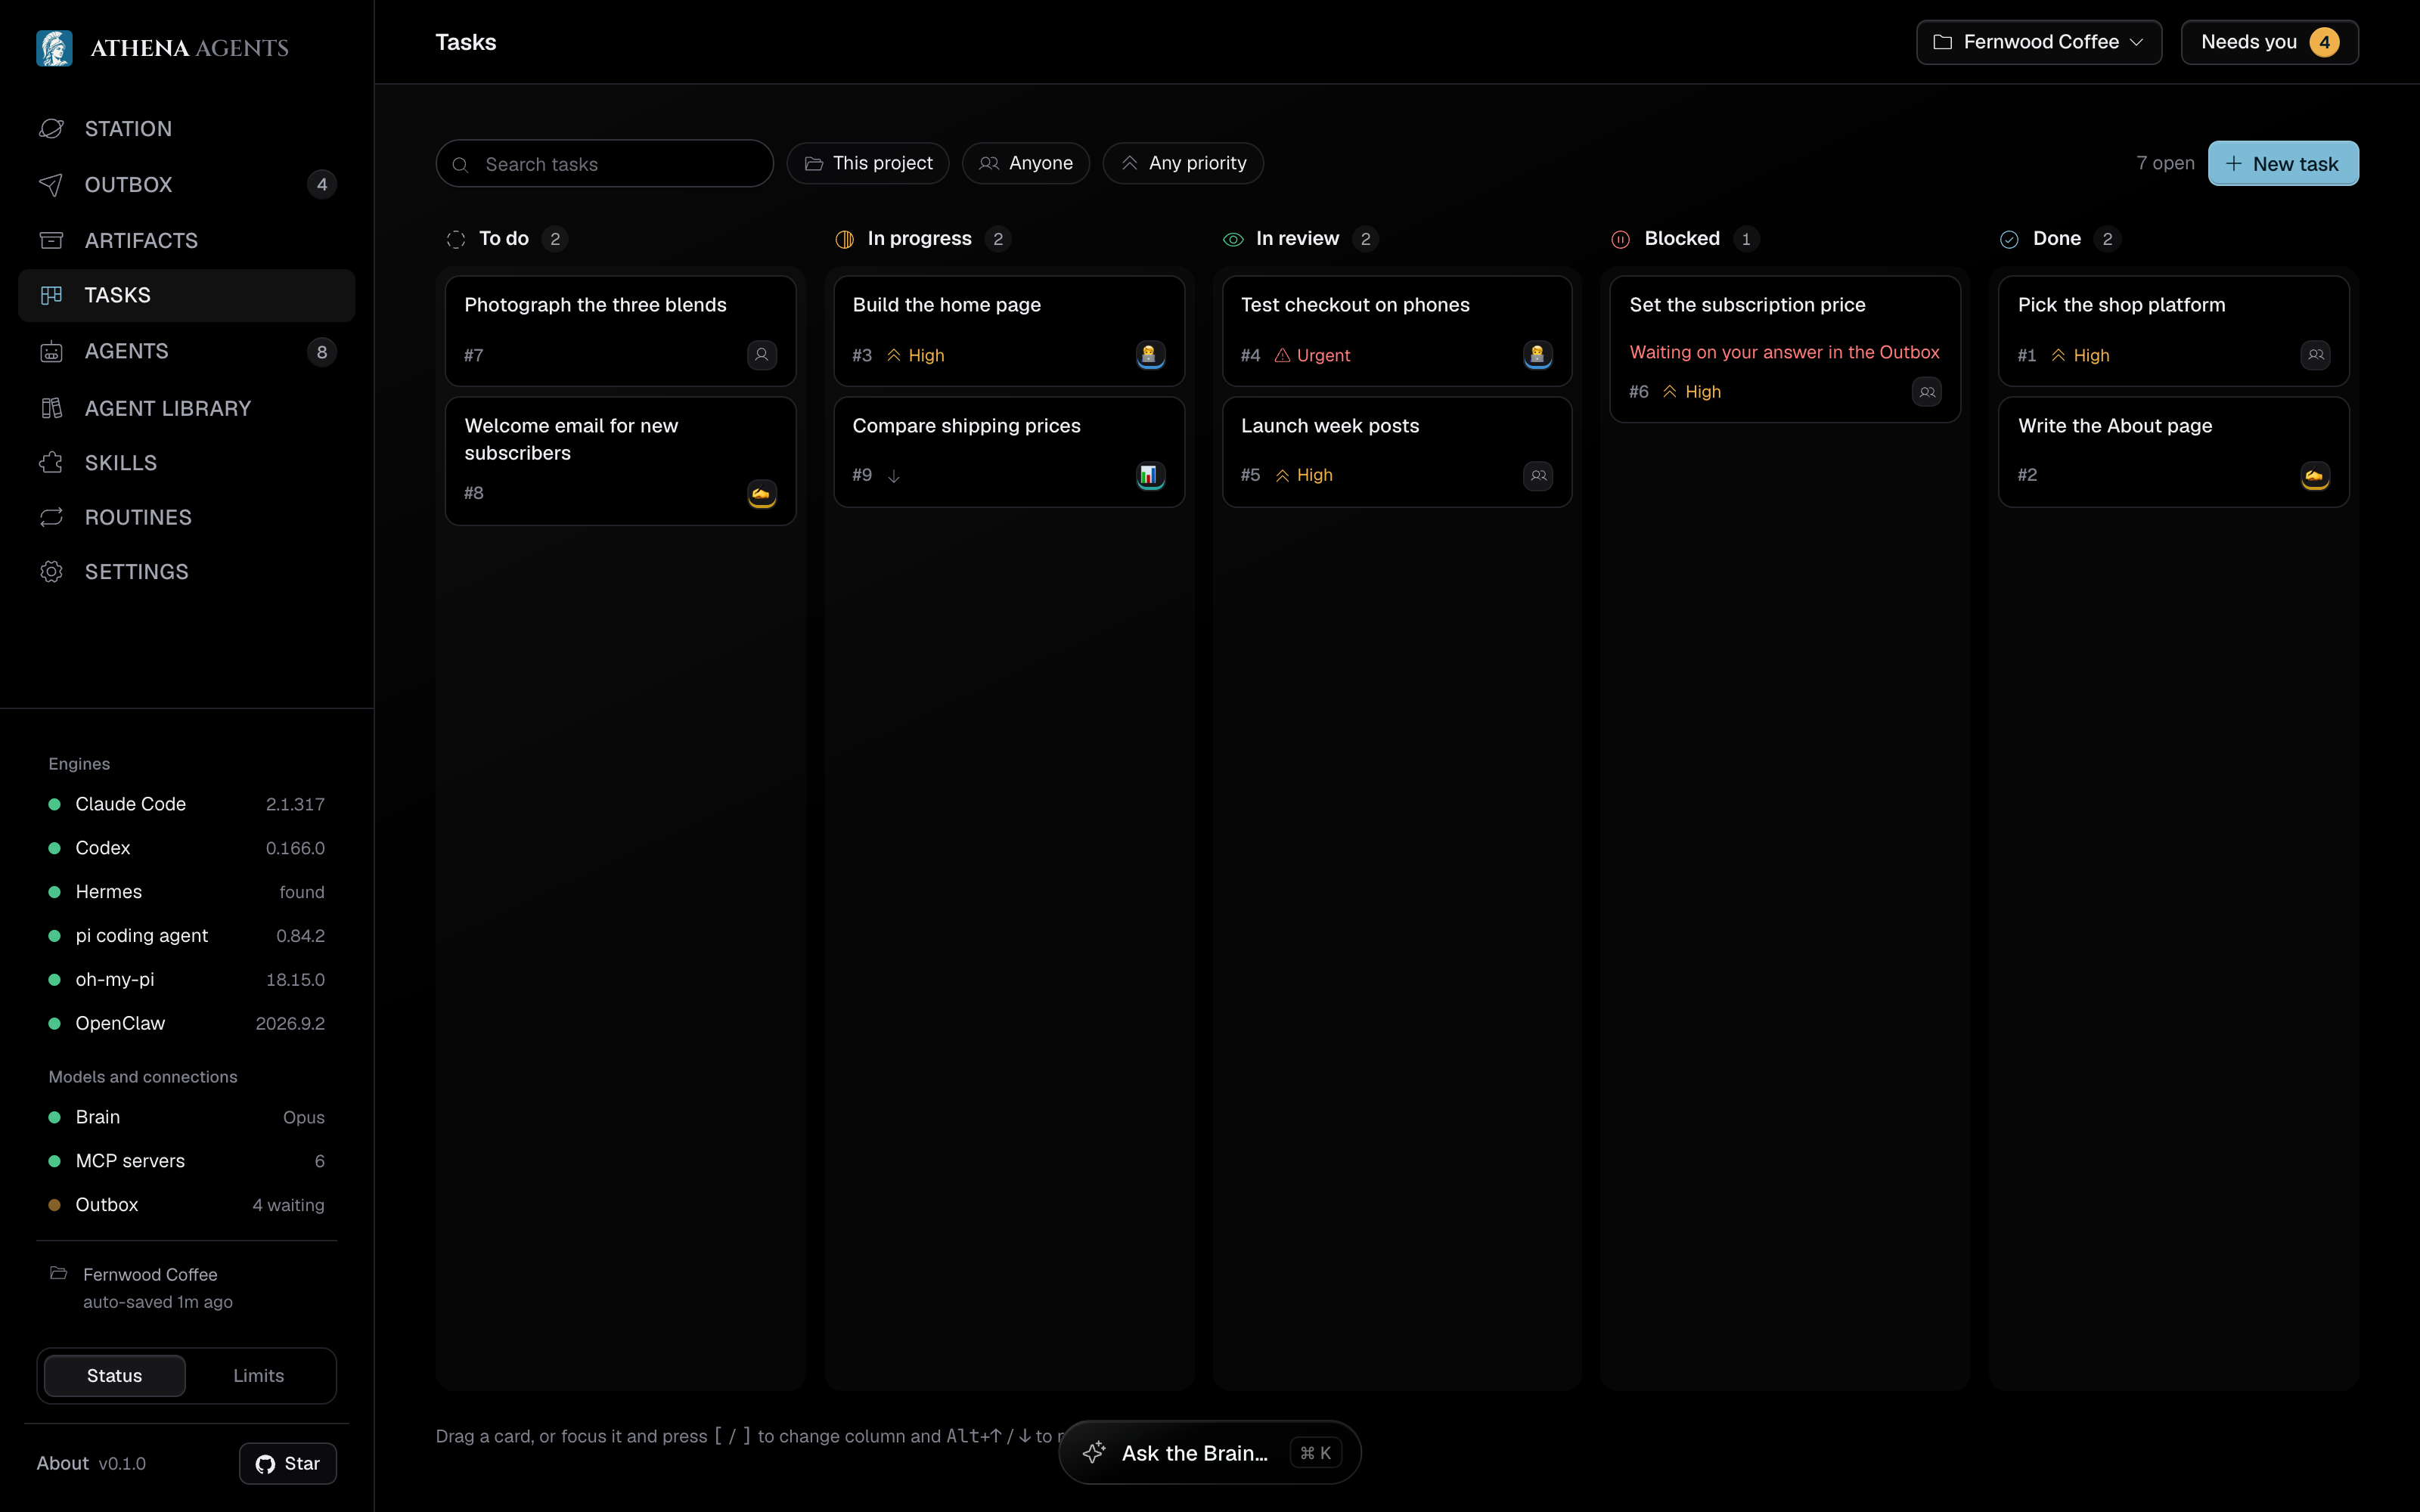 ATHENA AGENTS
STATION
OUTBOX 4
ARTIFACTS
TASKS
AGENTS 8
AGENT LIBRARY
SKILLS
ROUTINES
SETTINGS
Engines
Claude Code 2.1.317
Codex 0.166.0
Hermes found
pi coding agent 0.84.2
oh-my-pi 18.15.0
OpenClaw 2026.9.2
Models and connections
Brain Opus
MCP servers 6
Outbox 4 waiting
Fernwood Coffee
auto-saved 1m ago
Status Limits
About v0.1.0 Star
Tasks
Fernwood Coffee
Needs you 4
Search tasks
This project
Anyone
Any priority
7 open
+ New task
To do 2
Photograph the three blends
#7
Welcome email for new
subscribers
#8
In progress 2
Build the home page
#3 High
Compare shipping prices
#9 ↓
In review 2
Test checkout on phones
#4 Urgent
Launch week posts
#5 High
Blocked 1
Set the subscription price
Waiting on your answer in the Outbox
#6 High
Done 2
Pick the shop platform
#1 High
Write the About page
#2
Drag a card, or focus it and press [ / ] to change column and Alt+↑ / ↓ to
Ask the Brain... ⌘ K